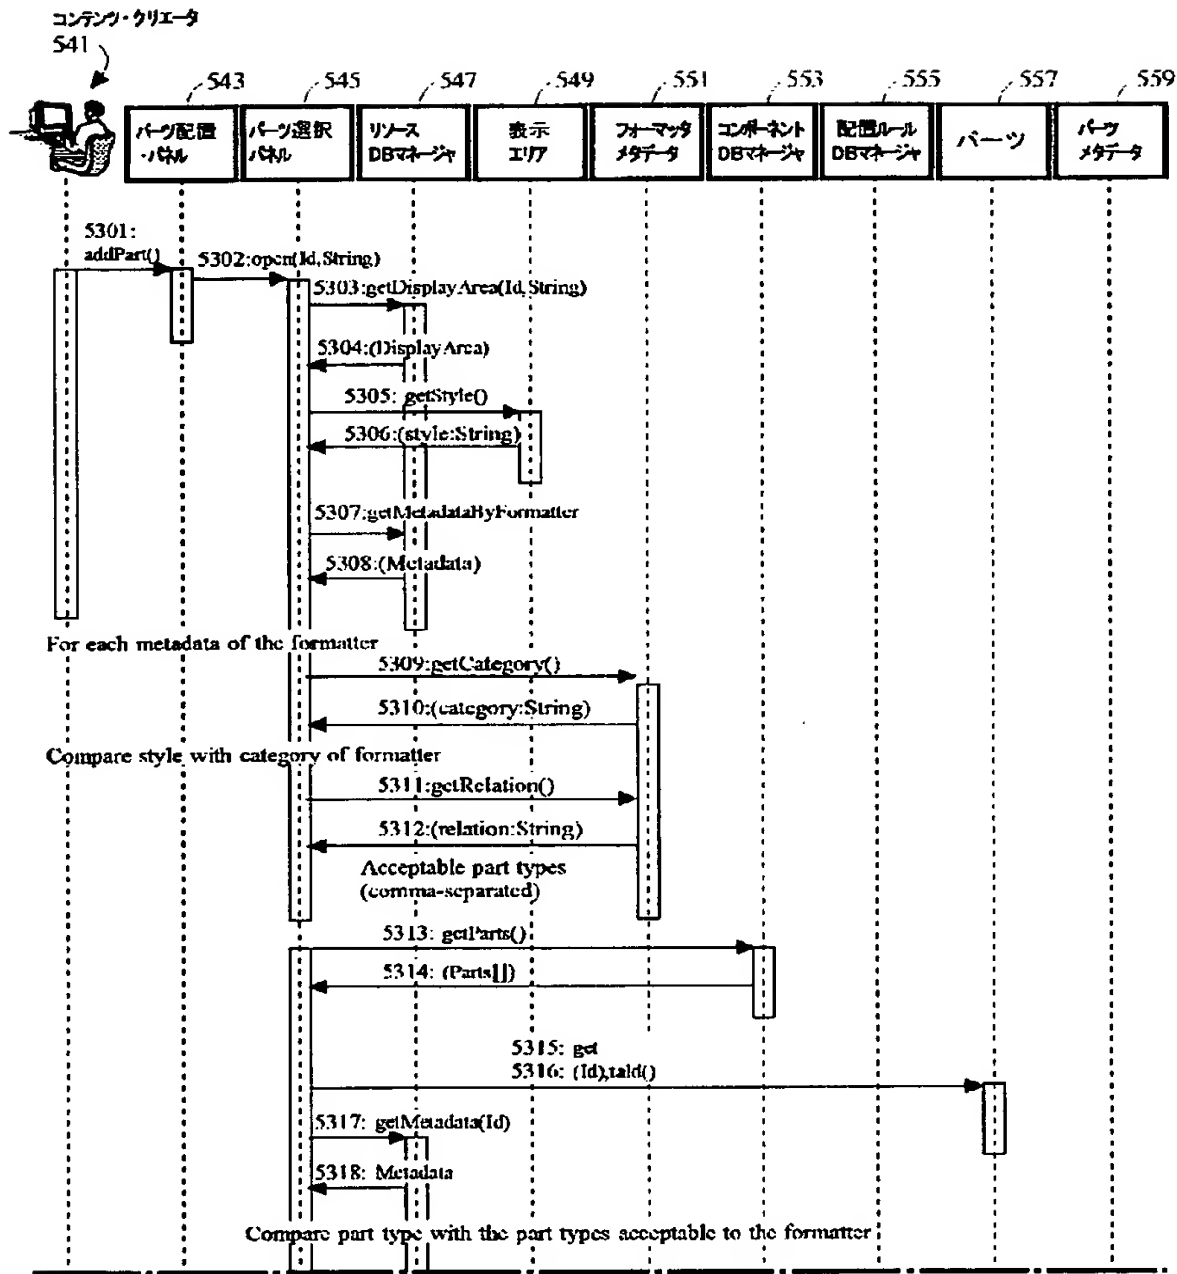 コンテンツ・クリエータ
541
543
545
547
549
551
553
555
557
559
パーツ配置
・パネル
パーツ選択
パネル
リソース
DBマネージャ
表示
エリア
フォーマッタ
メタデータ
コンポーネント
DBマネージャ
配置ルール
DBマネージャ
パーツ
パーツ
メタデータ
5301:
addPart()
5302:open(Id,String)
5303:getDisplayArea(Id,String)
5304:(DisplayArea)
5305: getStyle()
5306:(style:String)
5307:getMetadataByFormatter
5308:(Metadata)
For each metadata of the formatter
5309:getCategory()
5310:(category:String)
Compare style with category of formatter
5311:getRelation()
5312:(relation:String)
Acceptable part types
(comma-separated)
5313: getParts()
5314: (Parts[])
5315: get
5316: (Id),taId()
5317: getMetadata(Id)
5318: Metadata
Compare part type with the part types acceptable to the formatter